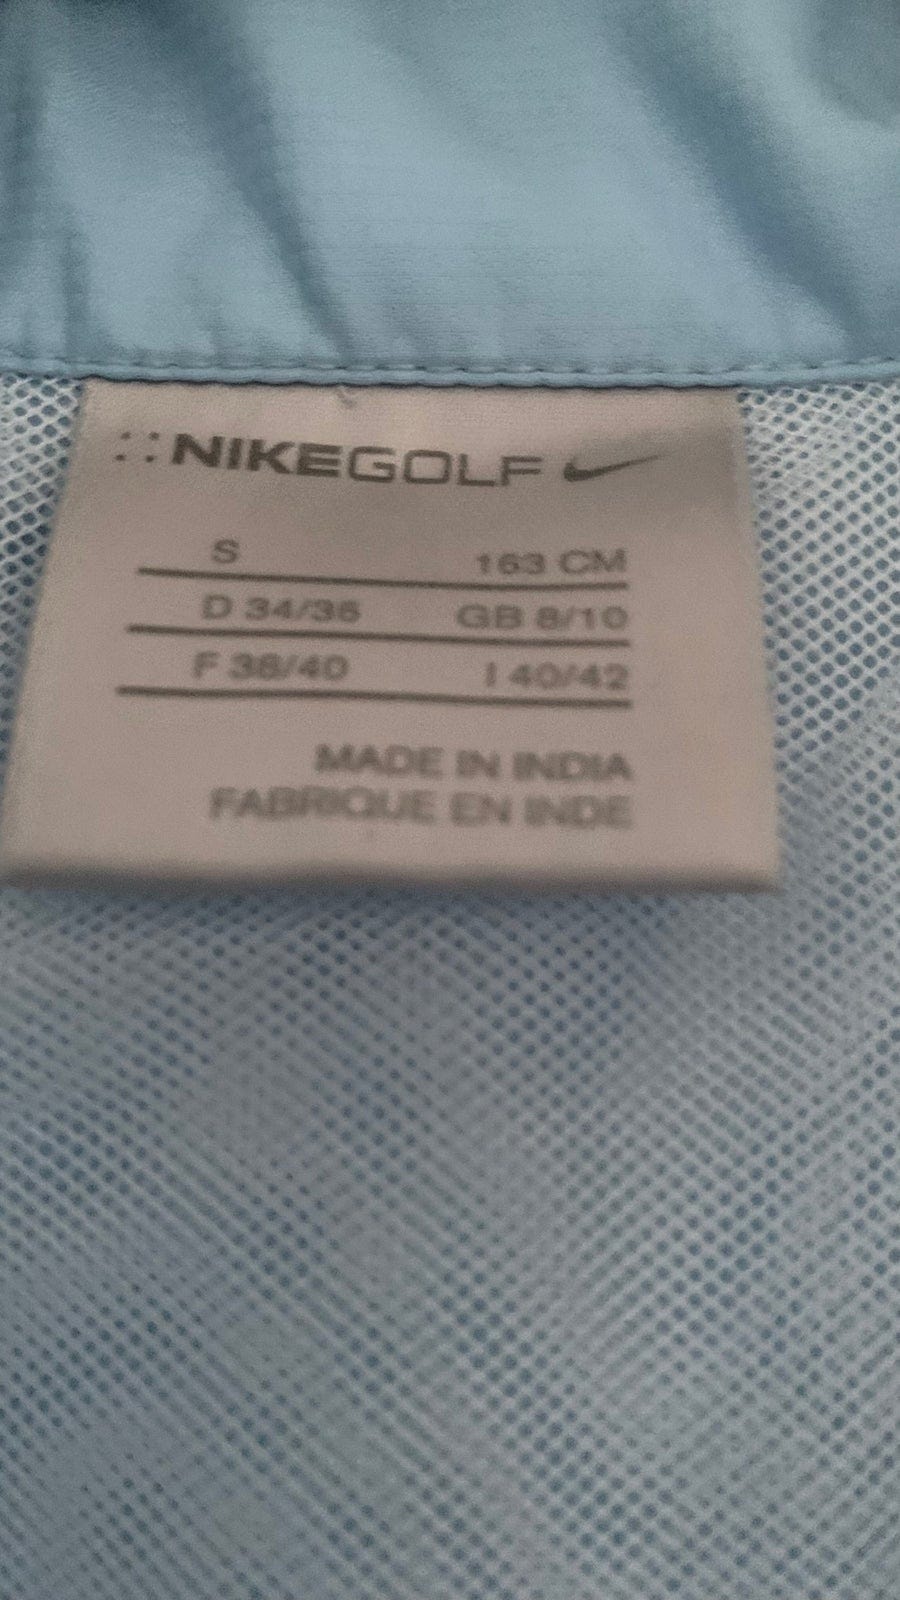 NIKEGOLF
S 163 CM
D 34/36 GB 8/10
F 38/40 I 40/42
MADE IN INDIA
FABRIQUE EN INDE